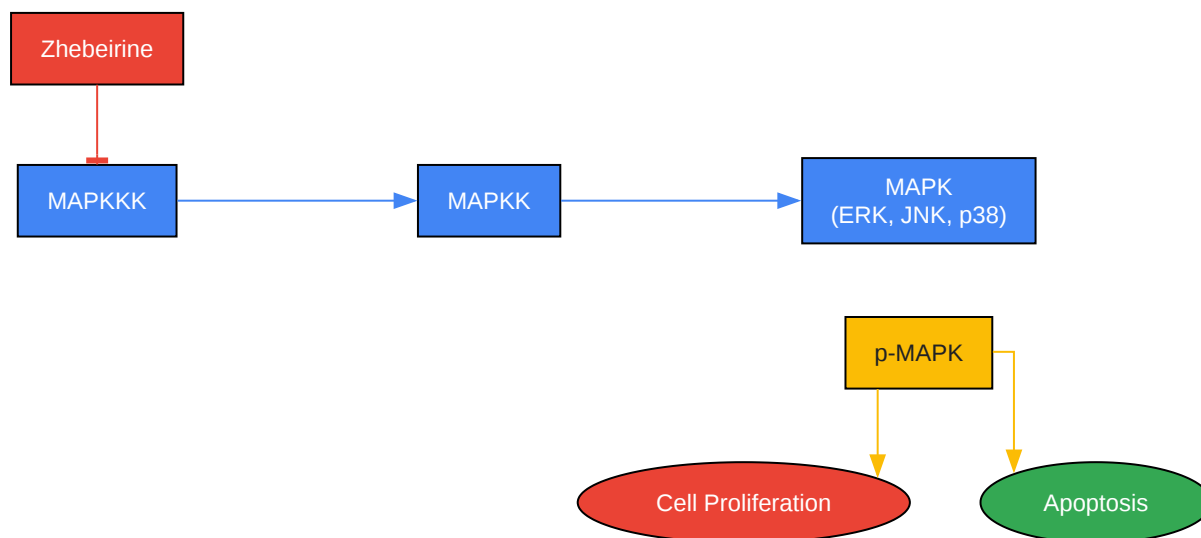 Zhebeirine
MAPKKK
MAPKK
MAPK
(ERK, JNK, p38)
p-MAPK
Cell Proliferation
Apoptosis